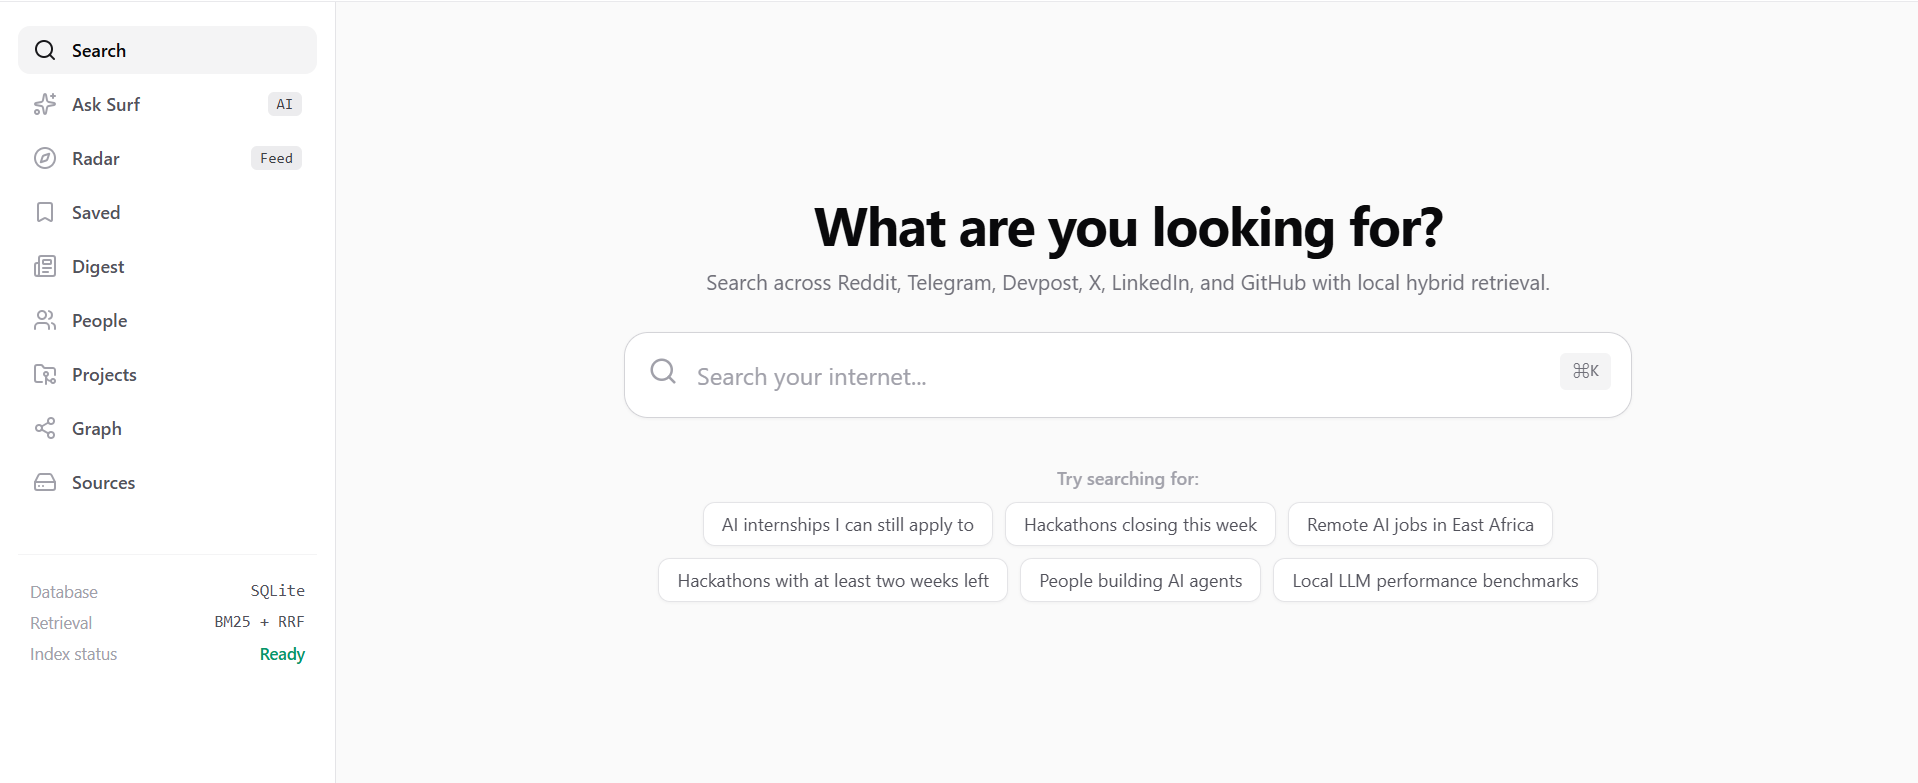 Search
Ask Surf AI
Radar Feed
Saved
Digest
People
Projects
Graph
Sources
Database SQLite
Retrieval BM25 + RRF
Index status Ready
What are you looking for?
Search across Reddit, Telegram, Devpost, X, LinkedIn, and GitHub with local hybrid retrieval.
Search your internet... ⌘K
Try searching for:
AI internships I can still apply to Hackathons closing this week Remote AI jobs in East Africa
Hackathons with at least two weeks left People building AI agents Local LLM performance benchmarks